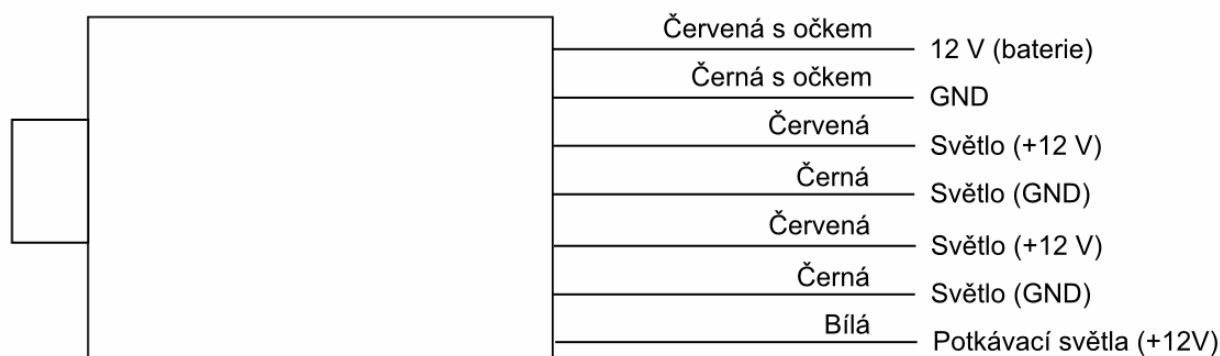 Červená s očkem 12 V (baterie)
Černá s očkem GND
Červená Světlo (+12 V)
Černá Světlo (GND)
Červená Světlo (+12 V)
Černá Světlo (GND)
Bílá Potkávací světla (+12V)